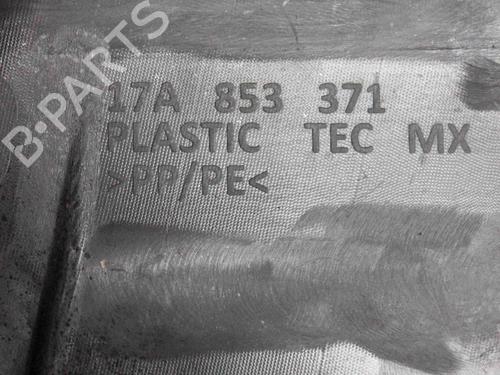 B-PARTS
17A 853 371
PLASTIC TEC MX
>PP/PE<